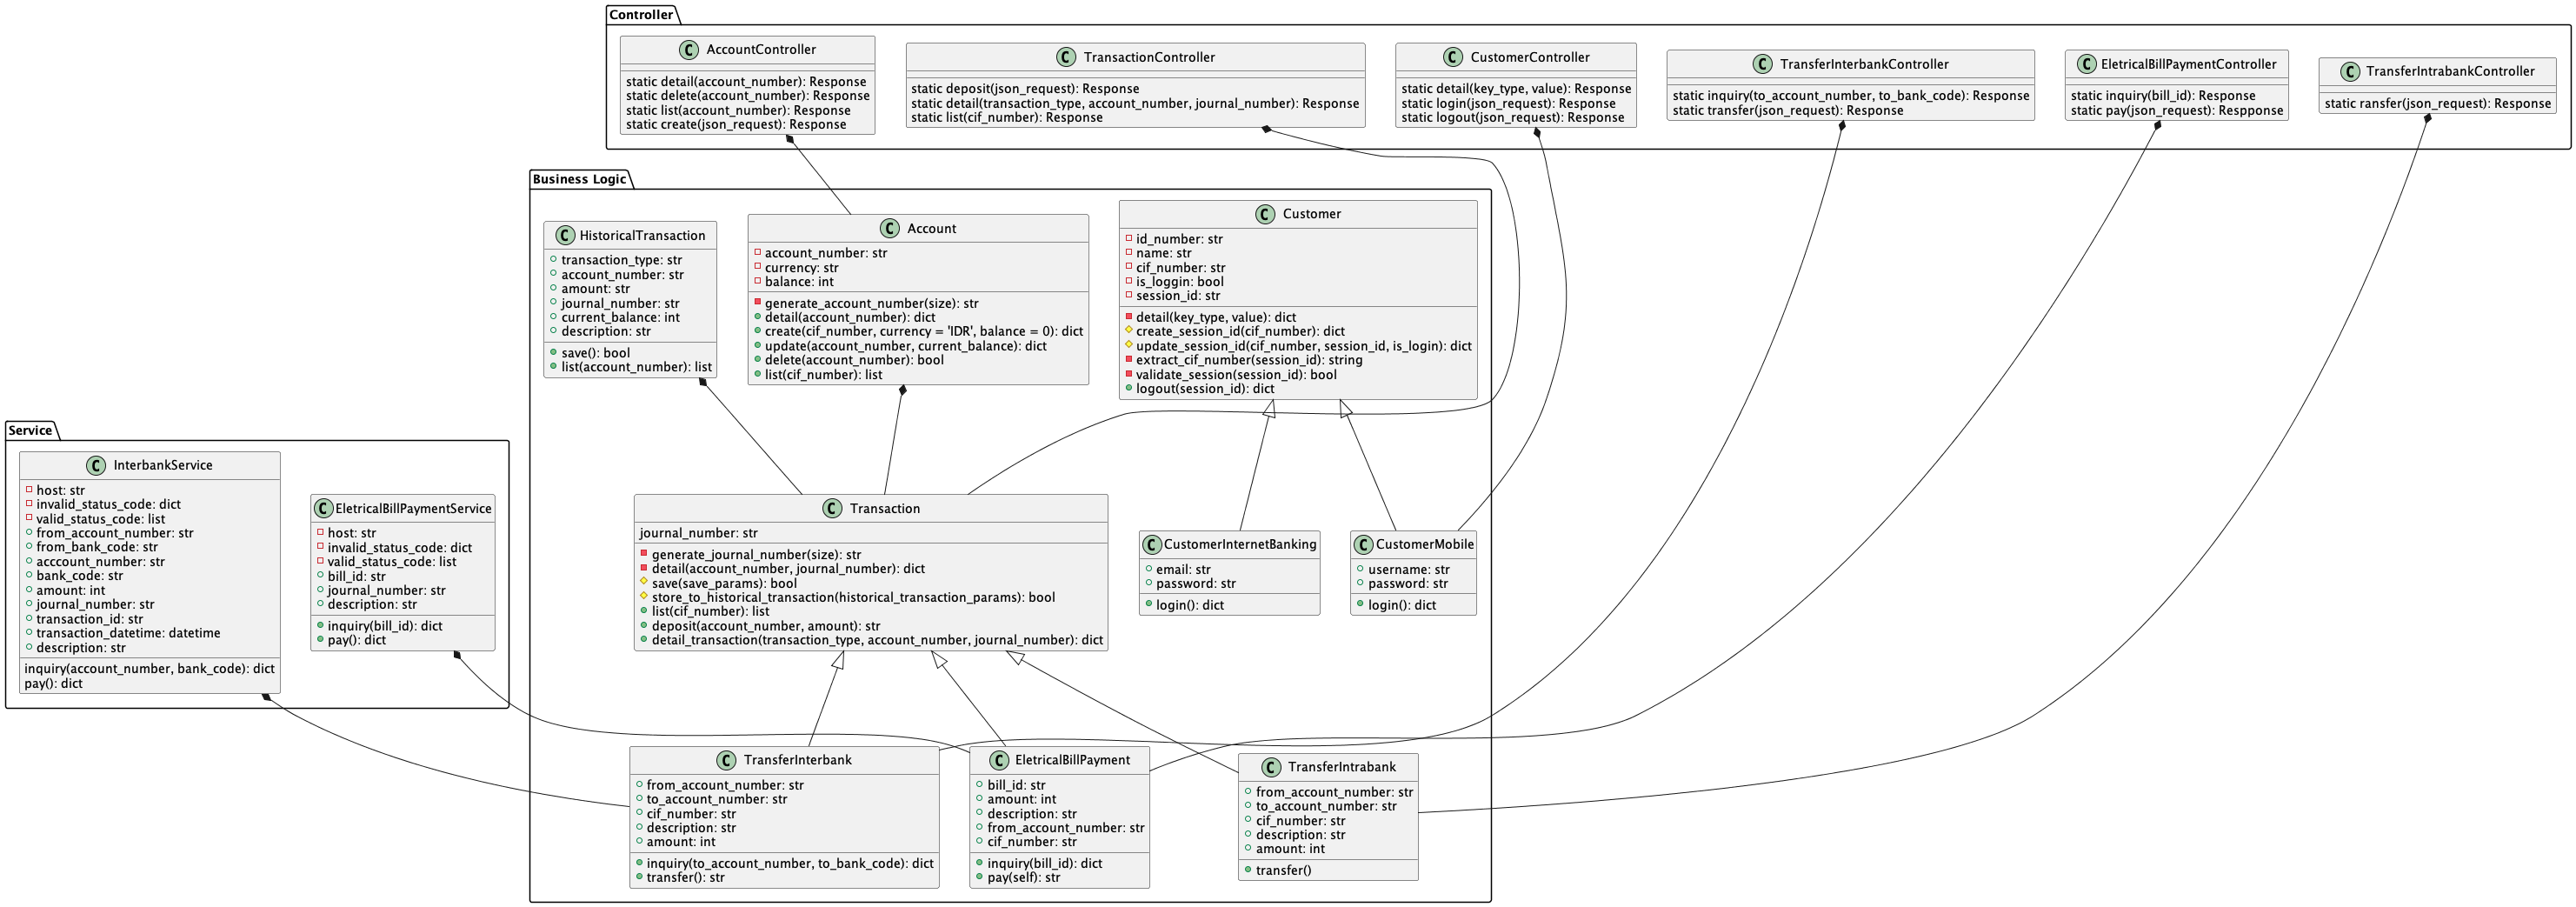 Controller
C AccountController
static detail(account_number): Response
static delete(account_number): Response
static list(account_number): Response
static create(json_request): Response
C TransactionController
static deposit(json_request): Response
static detail(transaction_type, account_number, journal_number): Response
static list(cif_number): Response
C CustomerController
static detail(key_type, value): Response
static login(json_request): Response
static logout(json_request): Response
C TransferInterbankController
static inquiry(to_account_number, to_bank_code): Response
static transfer(json_request): Response
C EletricalBillPaymentController
static inquiry(bill_id): Response
static pay(json_request): Respponse
C TransferIntrabankController
static ransfer(json_request): Response
Business Logic
C HistoricalTransaction
transaction_type: str
account_number: str
amount: str
journal_number: str
current_balance: int
description: str
save(): bool
list(account_number): list
C Account
account_number: str
currency: str
balance: int
generate_account_number(size): str
detail(account_number): dict
create(cif_number, currency = 'IDR', balance = 0): dict
update(account_number, current_balance): dict
delete(account_number): bool
list(cif_number): list
C Customer
id_number: str
name: str
cif_number: str
is_loggin: bool
session_id: str
detail(key_type, value): dict
create_session_id(cif_number): dict
update_session_id(cif_number, session_id, is_login): dict
extract_cif_number(session_id): string
validate_session(session_id): bool
logout(session_id): dict
Service
C InterbankService
host: str
invalid_status_code: dict
valid_status_code: list
from_account_number: str
from_bank_code: str
acccount_number: str
bank_code: str
amount: int
journal_number: str
transaction_id: str
transaction_datetime: datetime
description: str
inquiry(account_number, bank_code): dict
pay(): dict
C EletricalBillPaymentService
host: str
invalid_status_code: dict
valid_status_code: list
bill_id: str
journal_number: str
description: str
inquiry(bill_id): dict
pay(): dict
C Transaction
journal_number: str
generate_journal_number(size): str
detail(account_number, journal_number): dict
save(save_params): bool
store_to_historical_transaction(historical_transaction_params): bool
list(cif_number): list
deposit(account_number, amount): str
detail_transaction(transaction_type, account_number, journal_number): dict
C CustomerInternetBanking
email: str
password: str
login(): dict
C CustomerMobile
username: str
password: str
login(): dict
C TransferInterbank
from_account_number: str
to_account_number: str
cif_number: str
description: str
amount: int
inquiry(to_account_number, to_bank_code): dict
transfer(): str
C EletricalBillPayment
bill_id: str
amount: int
description: str
from_account_number: str
cif_number: str
inquiry(bill_id): dict
pay(self): str
C TransferIntrabank
from_account_number: str
to_account_number: str
cif_number: str
description: str
amount: int
transfer()